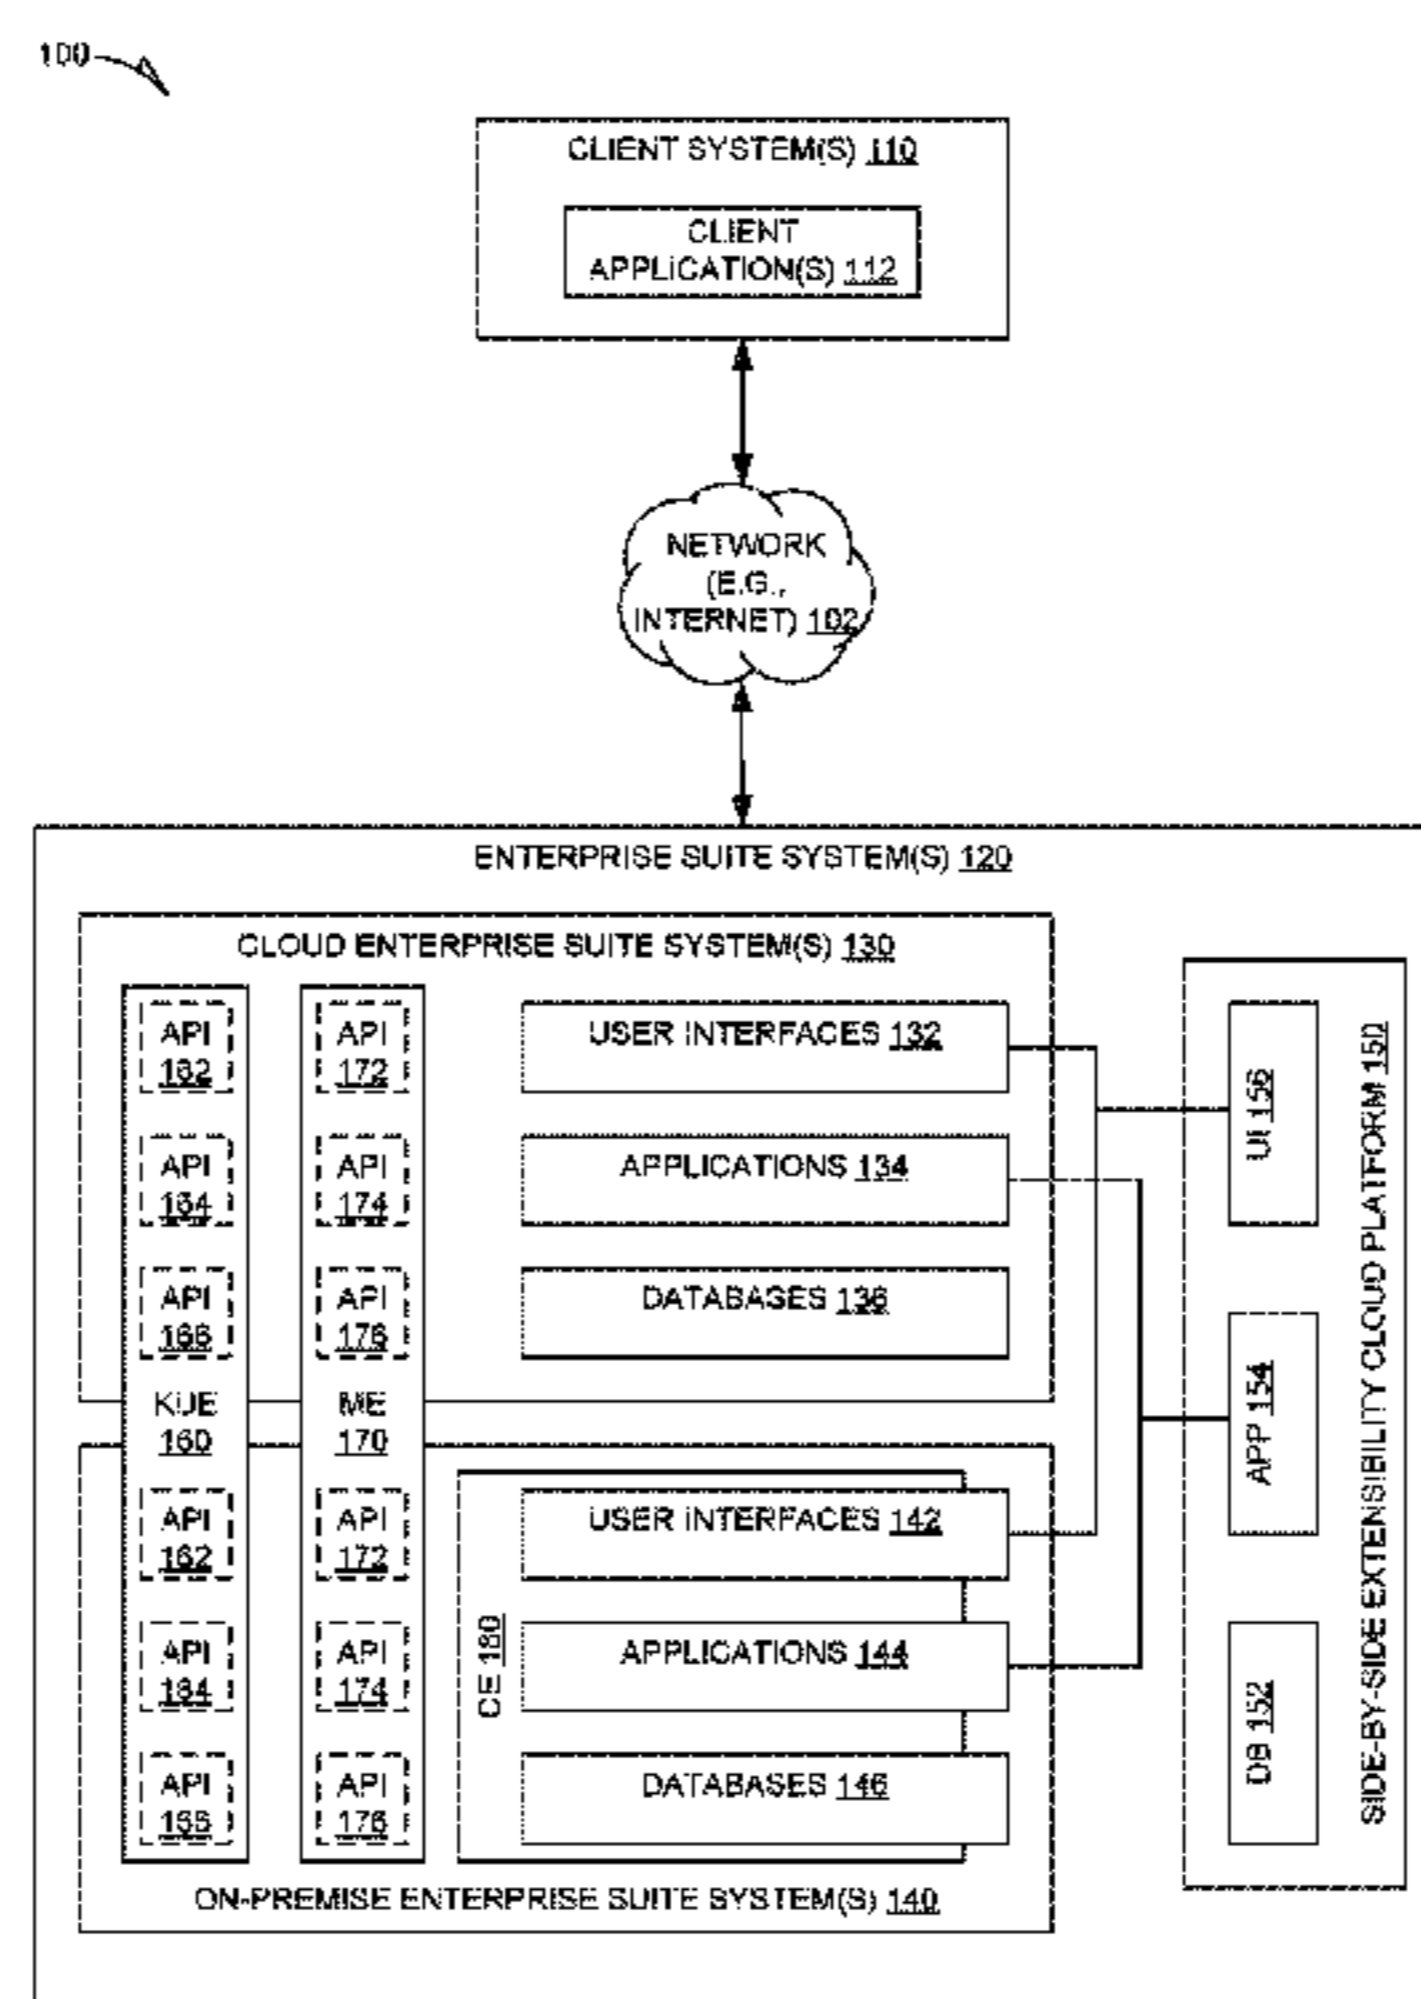 100
CLIENT SYSTEM(S) 110
CLIENT
APPLICATION(S) 112
NETWORK
(E.G.,
INTERNET) 102
ENTERPRISE SUITE SYSTEM(S) 120
CLOUD ENTERPRISE SUITE SYSTEM(S) 130
API
162
API
172
USER INTERFACES 132
API
164
API
174
APPLICATIONS 134
API
166
API
176
DATABASES 136
KUE
160
ME
170
API
162
API
172
USER INTERFACES 142
API
164
API
174
APPLICATIONS 144
API
166
API
176
DATABASES 146
CE 180
ON-PREMISE ENTERPRISE SUITE SYSTEM(S) 140
UI 156
APP 154
DB 152
SIDE-BY-SIDE EXTENSIBILITY CLOUD PLATFORM 150